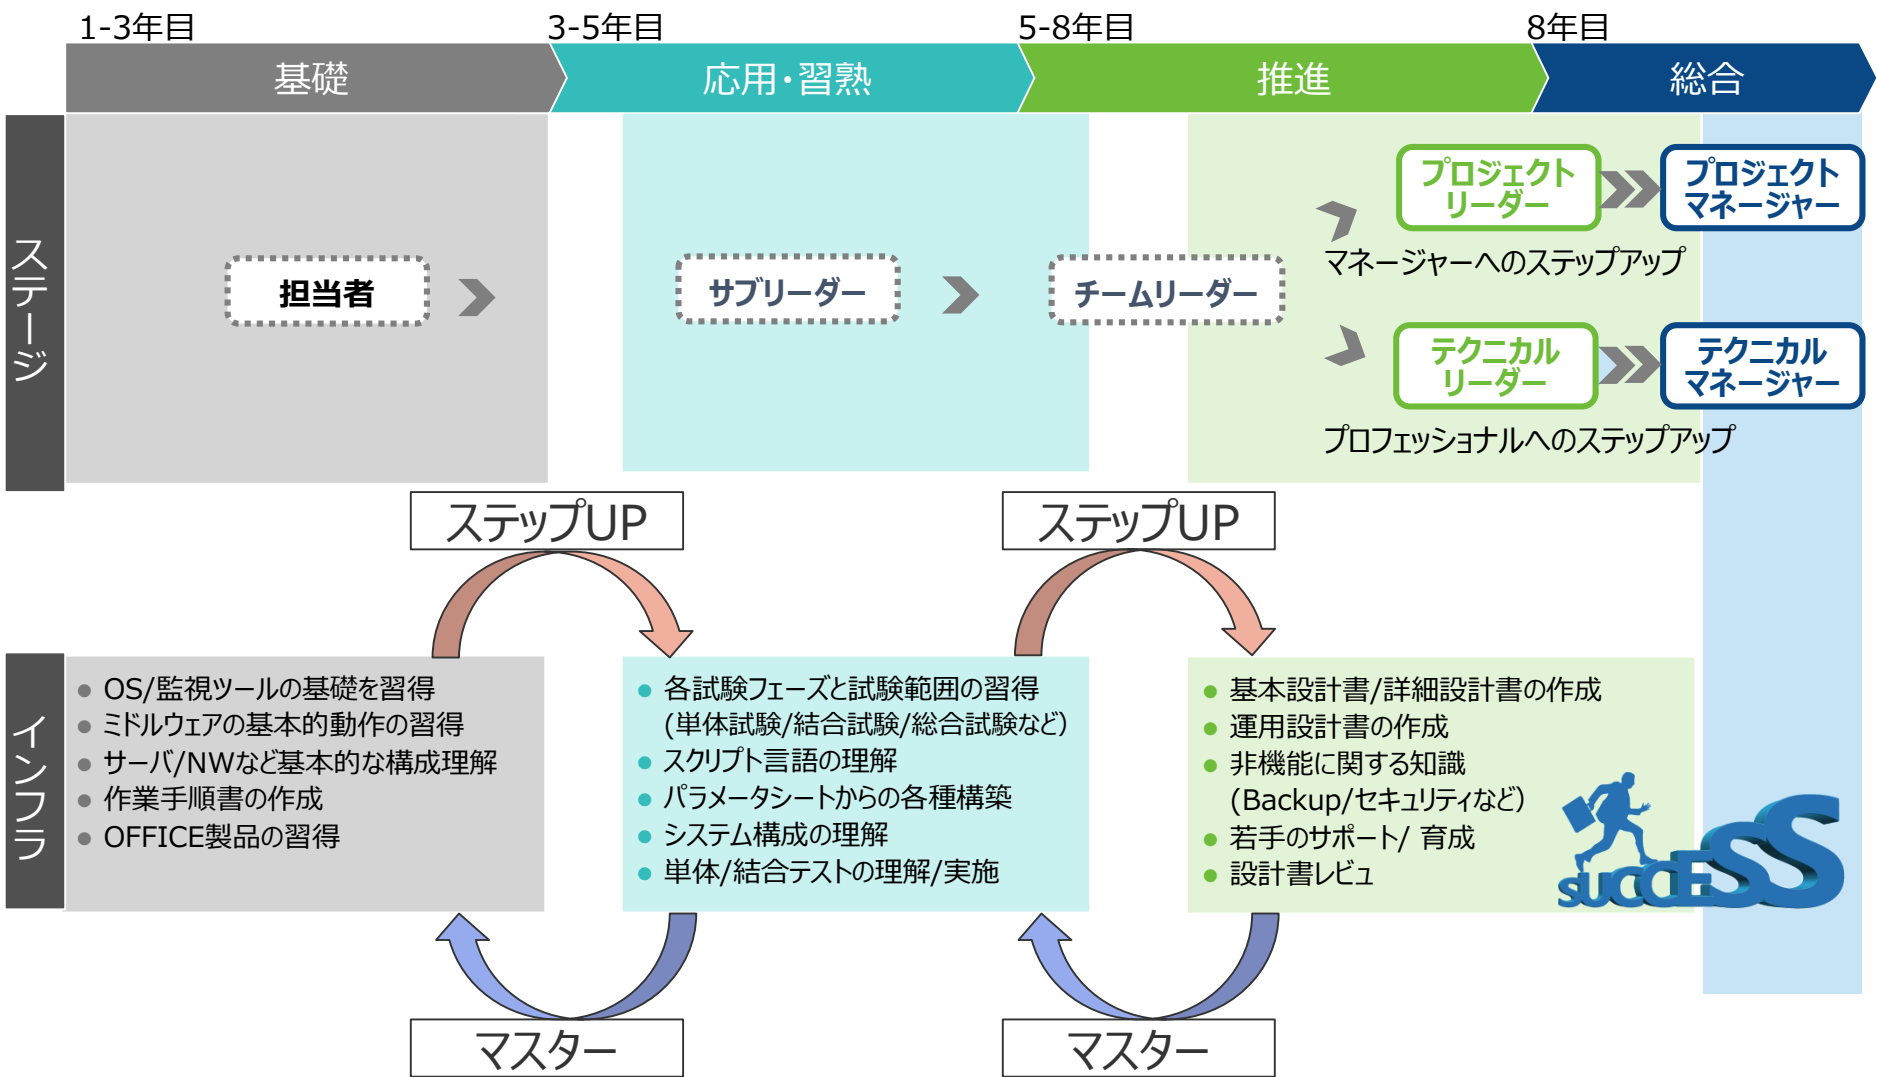 1-3年目
3-5年目
5-8年目
8年目
基礎
応用・習熟
推進
総合
ステージ
担当者
サブリーダー
チームリーダー
プロジェクト
リーダー
プロジェクト
マネージャー
マネージャーへのステップアップ
テクニカル
リーダー
テクニカル
マネージャー
プロフェッショナルへのステップアップ
ステップUP
ステップUP
インフラ
OS/監視ツールの基礎を習得
ミドルウェアの基本的動作の習得
サーバ/NWなど基本的な構成理解
作業手順書の作成
OFFICE製品の習得
各試験フェーズと試験範囲の習得
(単体試験/結合試験/総合試験など)
スクリプト言語の理解
パラメータシートからの各種構築
システム構成の理解
単体/結合テストの理解/実施
基本設計書/詳細設計書の作成
運用設計書の作成
非機能に関する知識
(Backup/セキュリティなど)
若手のサポート/ 育成
設計書レビュ
SUCCESS
マスター
マスター